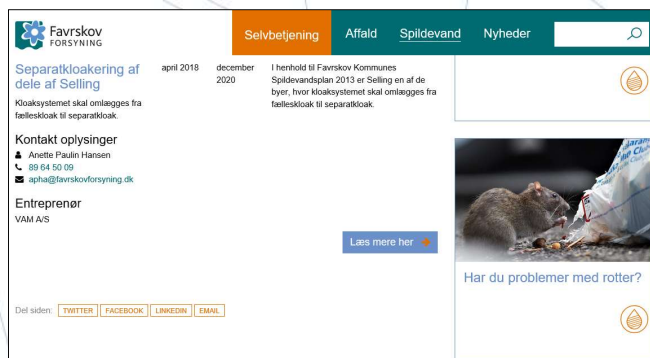 Favrskov
FORSYNING
Selvbetjening
Affald
Spildevand
Nyheder
Separatkloakering af
dele af Selling
april 2018
december
2020
I henhold til Favrskov Kommunes
Spildevandsplan 2013 er Selling en af de
byer, hvor kloaksystemet skal omlægges fra
fælleskloak til separatkloak.
Kloaksystemet skal omlægges fra
fælleskloak til separatkloak.
Kontakt oplysinger
Anette Paulin Hansen
89 64 50 09
apha@favrskovforsyning.dk
Entreprenør
VAM A/S
Læs mere her
Har du problemer med rotter?
Del siden:
TWITTER
FACEBOOK
LINKEDIN
EMAIL